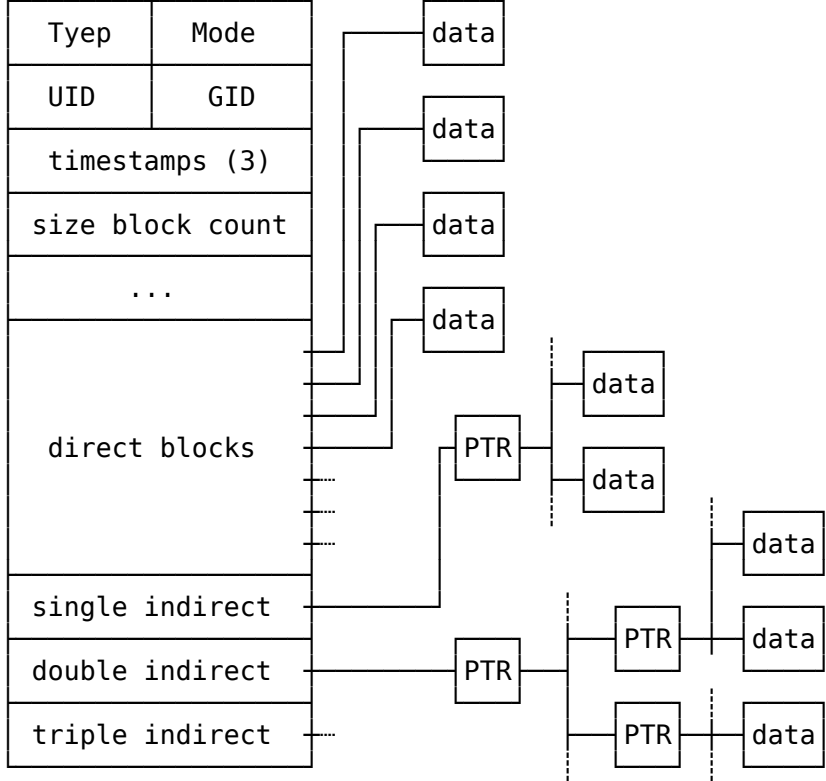 Tyep Mode
UID GID
timestamps (3)
size block count
...
direct blocks
single indirect
double indirect
triple indirect
data
data
data
data
PTR
data
data
PTR
PTR
data
data
PTR
data